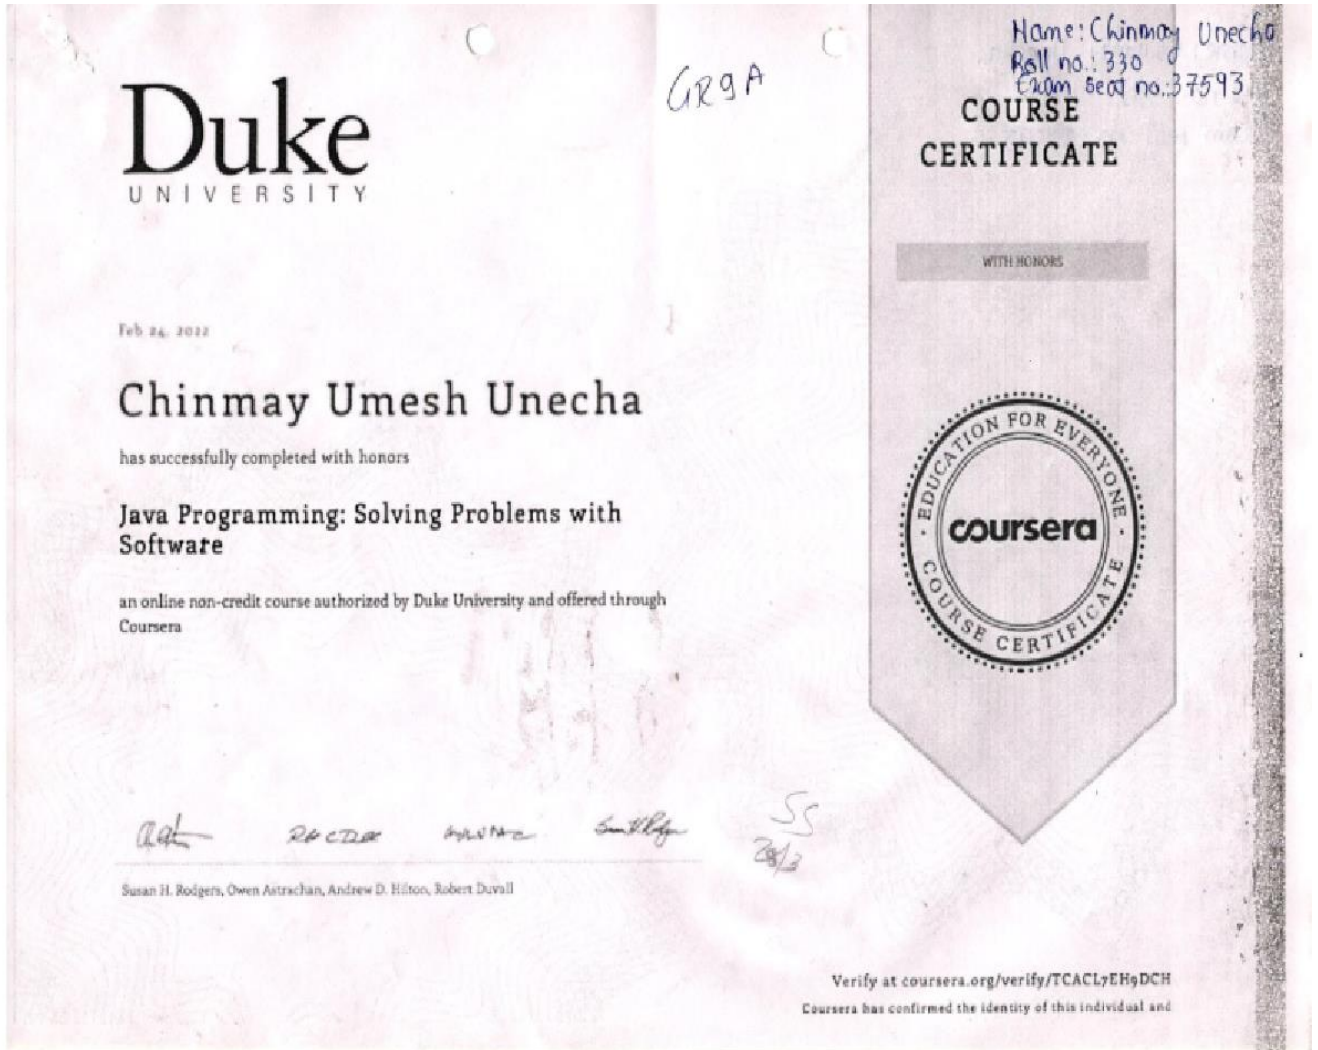 Name: Chinmay Unecha
Roll no.: 330
Exam Seat no.:37593
GR9A
Duke
UNIVERSITY
COURSE
CERTIFICATE
WITH HONORS
Feb 24, 2022
Chinmay Umesh Unecha
has successfully completed with honors
Java Programming: Solving Problems with
Software
an online non-credit course authorized by Duke University and offered through
Coursera
EDUCATION FOR EVERYONE
coursera
COURSE CERTIFICATE
SS
28/3
Susan H. Rodgers, Owen Astrachan, Andrew D. Hilton, Robert Duvall
Verify at coursera.org/verify/TCACL7EH9DCH
Coursera has confirmed the identity of this individual and